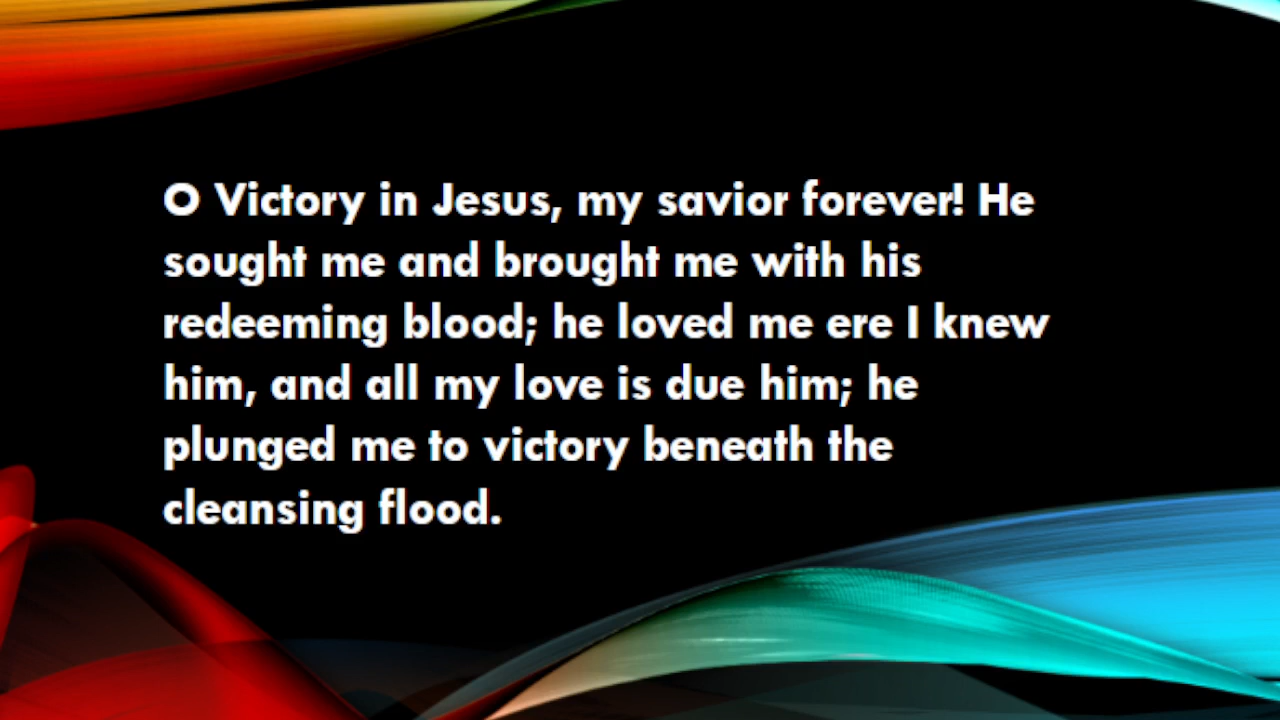 O Victory in Jesus, my savior forever! He
sought me and brought me with his
redeeming blood; he loved me ere I knew
him, and all my love is due him; he
plunged me to victory beneath the
cleansing flood.